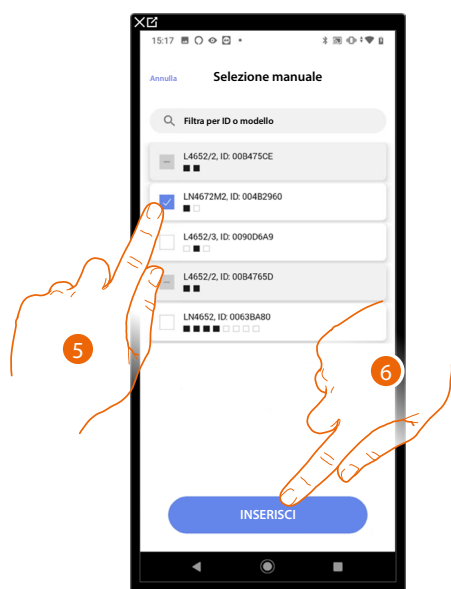 15:17
Annulla Selezione manuale
Filtra per ID o modello
L4652/2, ID: 00B475CE
LN4672M2, ID: 004B2960
L4652/3, ID: 0090D6A9
L4652/2, ID: 00B4765D
LN4652, ID: 0063BA80
5
6
INSERISCI